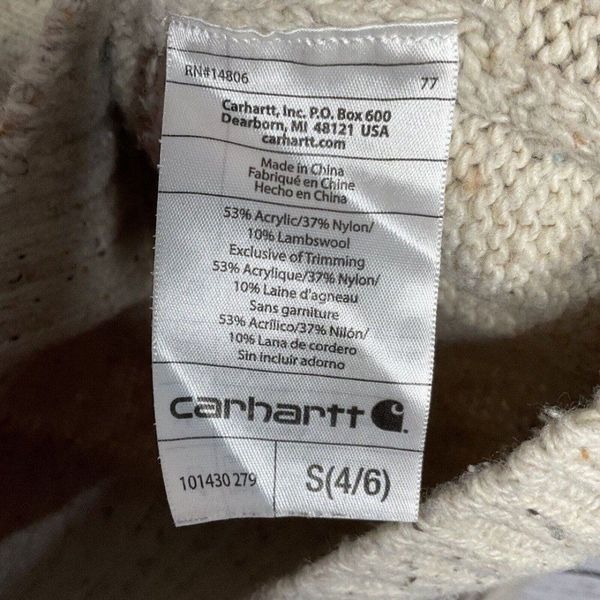 RN#14806 77
Carhartt, Inc. P.O. Box 600
Dearborn, MI 48121 USA
carhartt.com
Made in China
Fabriqué en Chine
Hecho en China
53% Acrylic/37% Nylon/
10% Lambswool
Exclusive of Trimming
53% Acrylique/37% Nylon/
10% Laine d'agneau
Sans garniture
53% Acrílico/37% Nilón/
10% Lana de cordero
Sin incluir adorno
carhartt
101430 279 S(4/6)